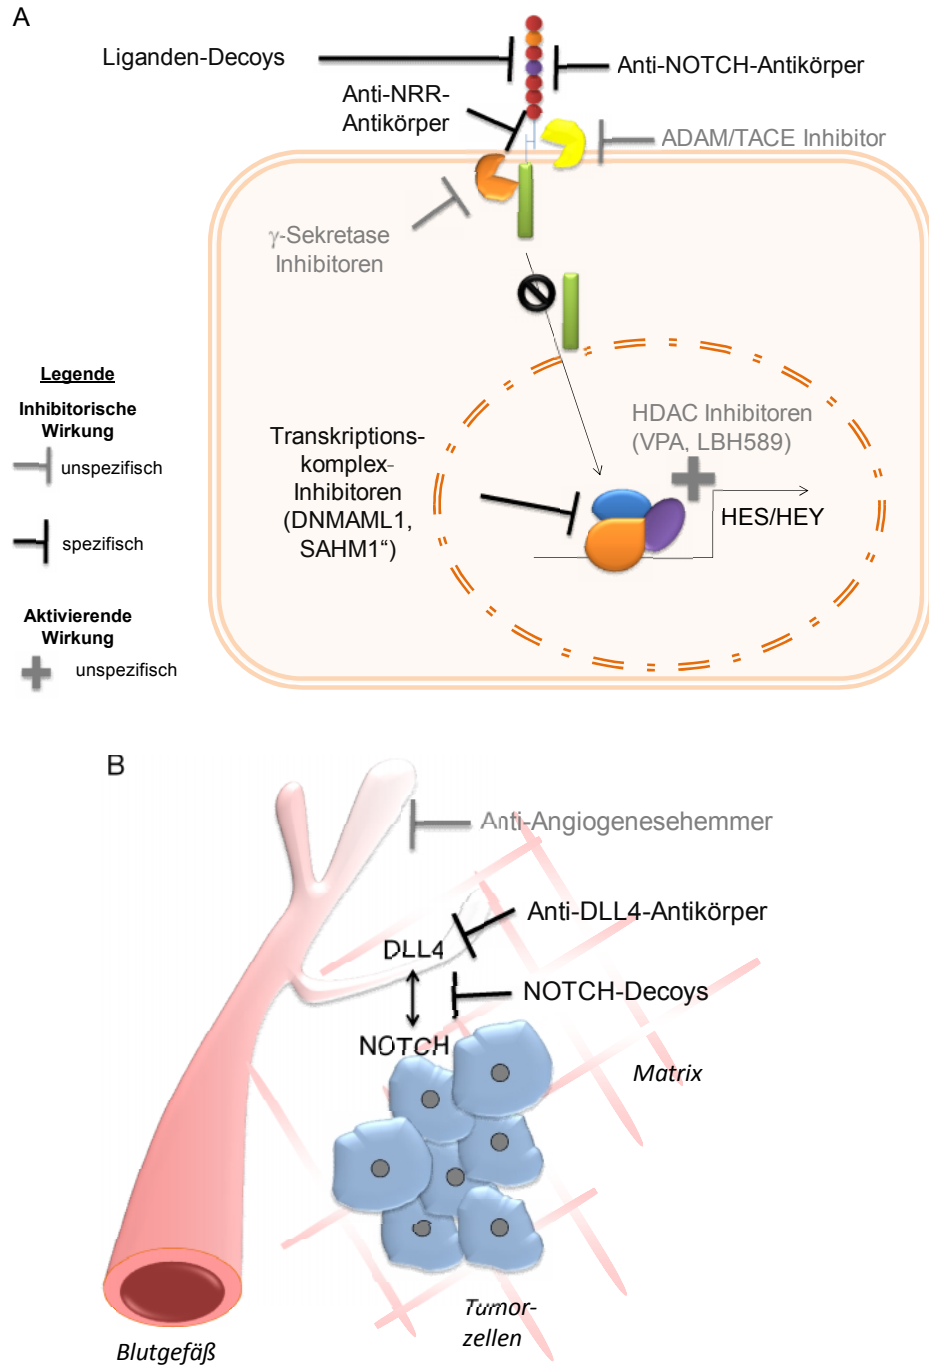 A
Liganden-Decoys
Anti-NOTCH-Antikörper
Anti-NRR-
Antikörper
ADAM/TACE Inhibitor
γ-Sekretase
Inhibitoren
Legende
Inhibitorische
Wirkung
unspezifisch
spezifisch
Aktivierende
Wirkung
unspezifisch
HDAC Inhibitoren
(VPA, LBH589)
Transkriptions-
komplex-
Inhibitoren
(DNMAML1,
SAHM1“)
HES/HEY
B
Anti-Angiogenesehemmer
Anti-DLL4-Antikörper
DLL4
NOTCH-Decoys
NOTCH
Matrix
Tumor-
zellen
Blutgefäß